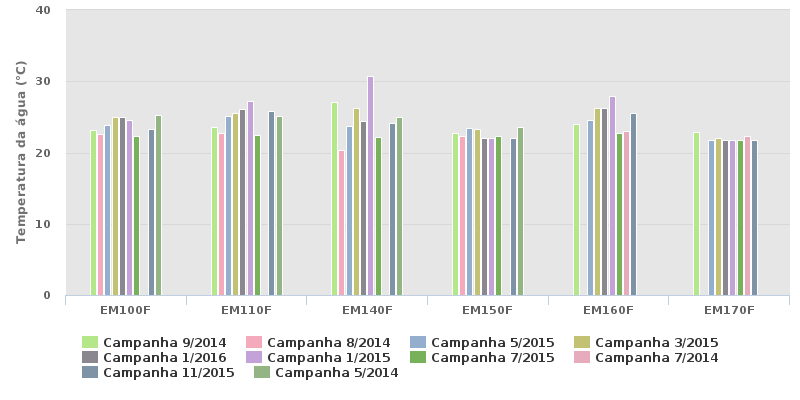 40
30
20
10
0
Temperatura da água (°C)
EM100F EM110F EM140F EM150F EM160F EM170F
Campanha 9/2014 Campanha 8/2014 Campanha 5/2015 Campanha 3/2015
Campanha 1/2016 Campanha 1/2015 Campanha 7/2015 Campanha 7/2014
Campanha 11/2015 Campanha 5/2014